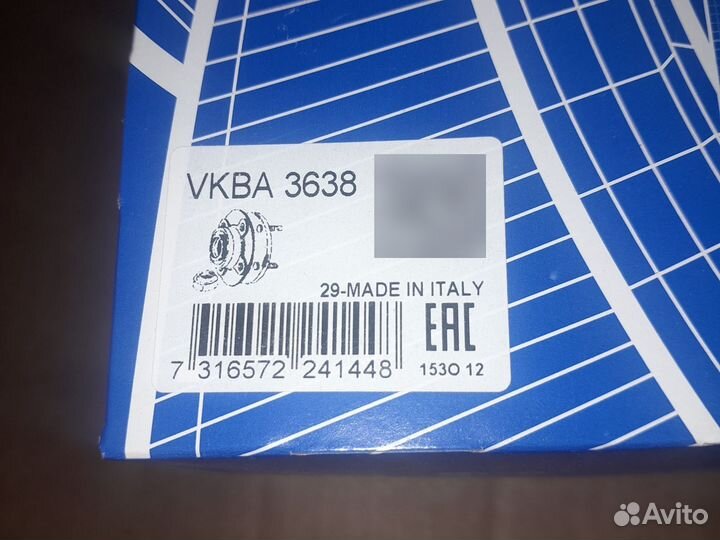 VKBA 3638
29-MADE IN ITALY
EAC
7 316572 241448
153O 12
Avito